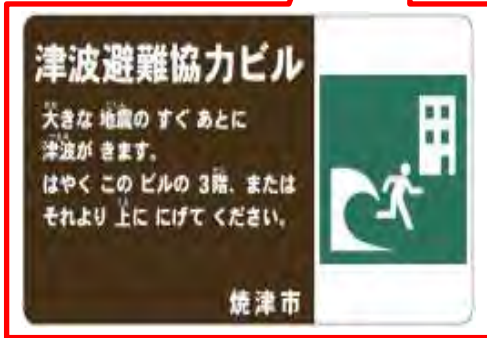 津波避難協力ビル
大きな 地震の すぐ あとに
津波が きます。
はやく この ビルの 3階、または
それより 上に にげて ください。
焼津市